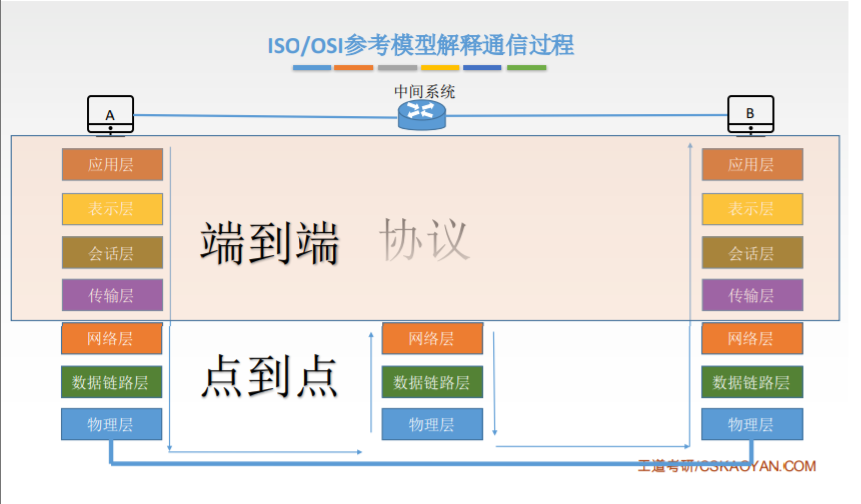 ISO/OSI参考模型解释通信过程
中间系统
A
B
应用层
应用层
表示层
表示层
端到端 协议
会话层
会话层
传输层
传输层
网络层
网络层
网络层
点到点
数据链路层
数据链路层
数据链路层
物理层
物理层
物理层
王道考研/CSKAOYAN.COM